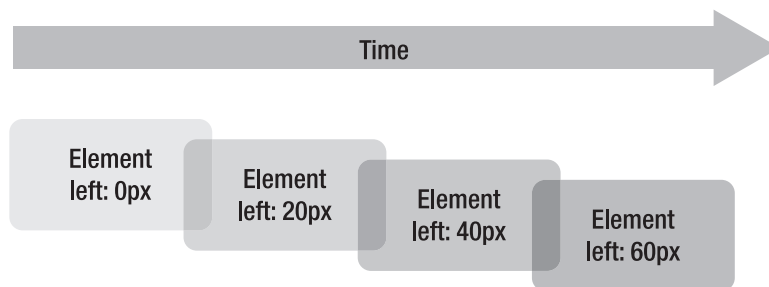 Time
Element
left: 0px
Element
left: 20px
Element
left: 40px
Element
left: 60px